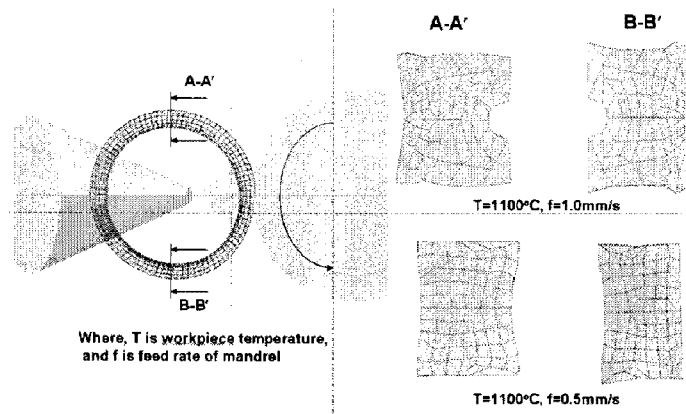 A-A'
B-B'
A-A'
T=1100°C, f=1.0mm/s
B-B'
Where, T is workpiece temperature,
and f is feed rate of mandrel
T=1100°C, f=0.5mm/s